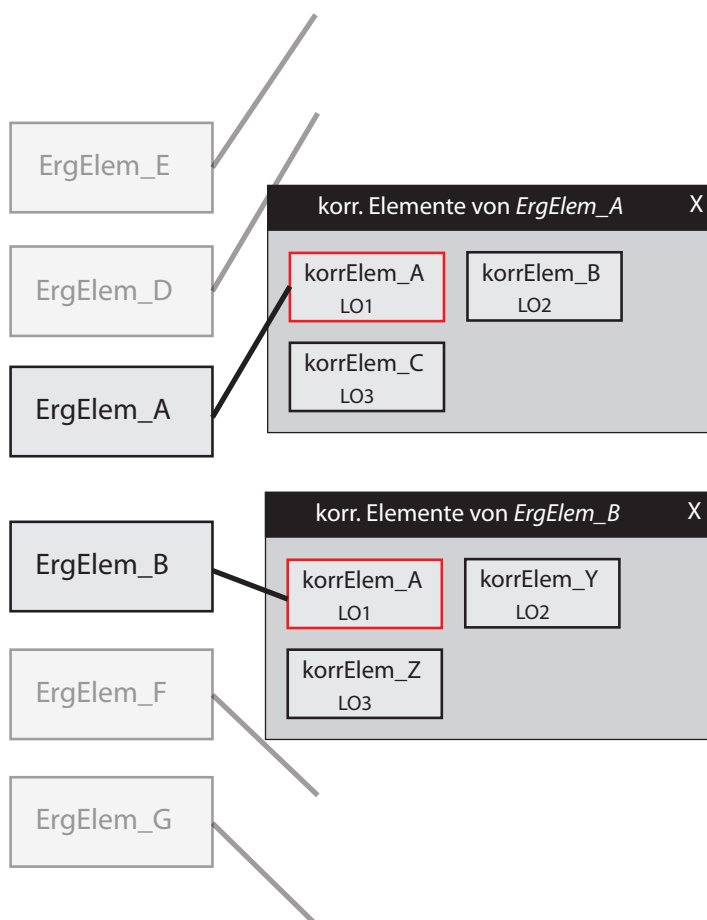 ErgElem_E
ErgElem_D
ErgElem_A
korr. Elemente von ErgElem_A X
korrElem_A
LO1
korrElem_B
LO2
korrElem_C
LO3
ErgElem_B
korr. Elemente von ErgElem_B X
korrElem_A
LO1
korrElem_Y
LO2
korrElem_Z
LO3
ErgElem_F
ErgElem_G